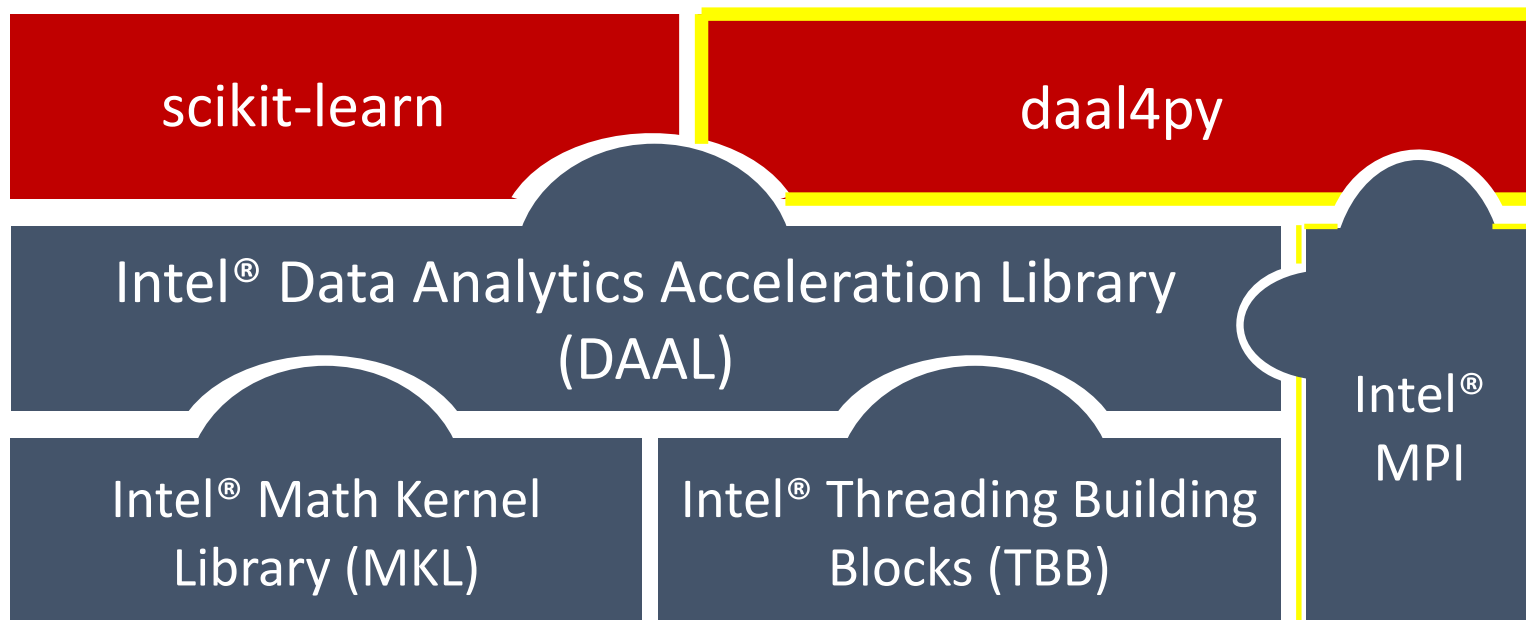 scikit-learn
daal4py
Intel® Data Analytics Acceleration Library
(DAAL)
Intel®
MPI
Intel® Math Kernel
Library (MKL)
Intel® Threading Building
Blocks (TBB)